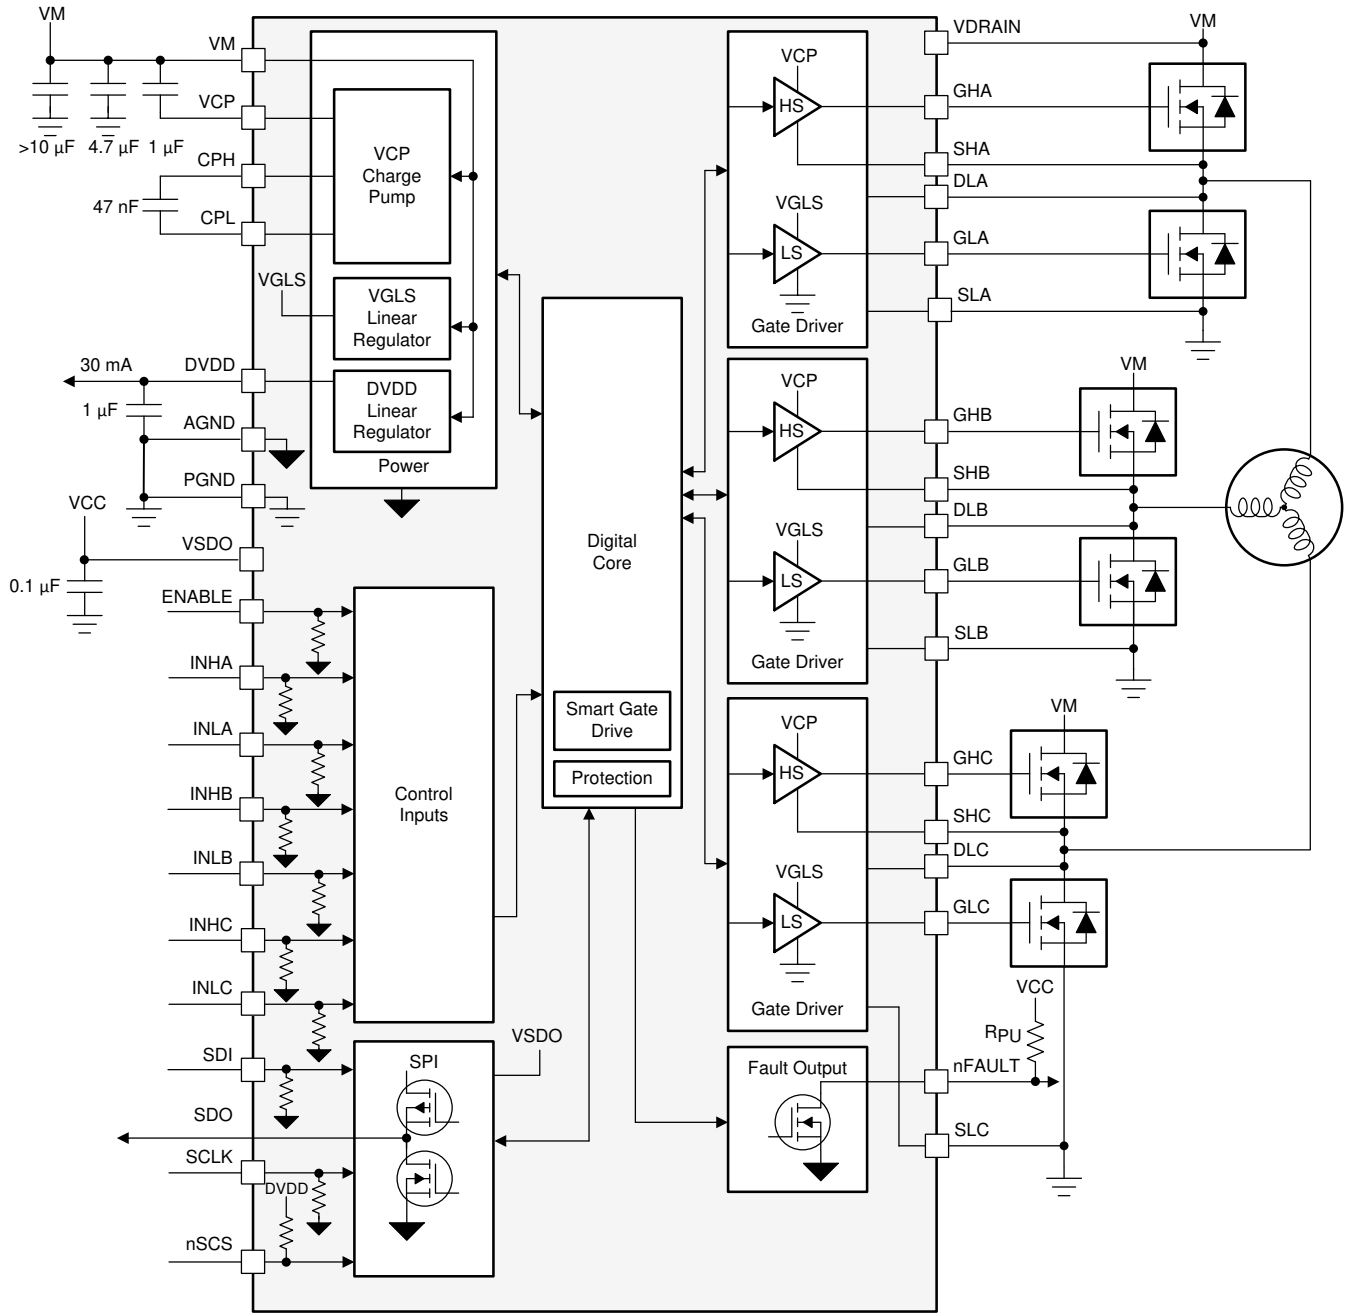 VM
VM
>10 µF
4.7 µF
1 µF
VCP
CPH
47 nF
CPL
VCP
Charge
Pump
VGLS
VGLS
Linear
Regulator
30 mA
DVDD
1 µF
DVDD
Linear
Regulator
Power
AGND
PGND
VCC
VSDO
0.1 µF
ENABLE
INHA
INLA
INHB
INLB
INHC
INLC
Control
Inputs
SDI
SDO
SCLK
DVDD
nSCS
SPI
VSDO
Digital
Core
Smart Gate
Drive
Protection
VCP
HS
VGLS
LS
Gate Driver
VCP
HS
VGLS
LS
Gate Driver
VCP
HS
VGLS
LS
Gate Driver
Fault Output
VDRAIN
VM
GHA
SHA
DLA
GLA
SLA
VM
GHB
SHB
DLB
GLB
SLB
VM
GHC
SHC
DLC
GLC
VCC
RPU
nFAULT
SLC